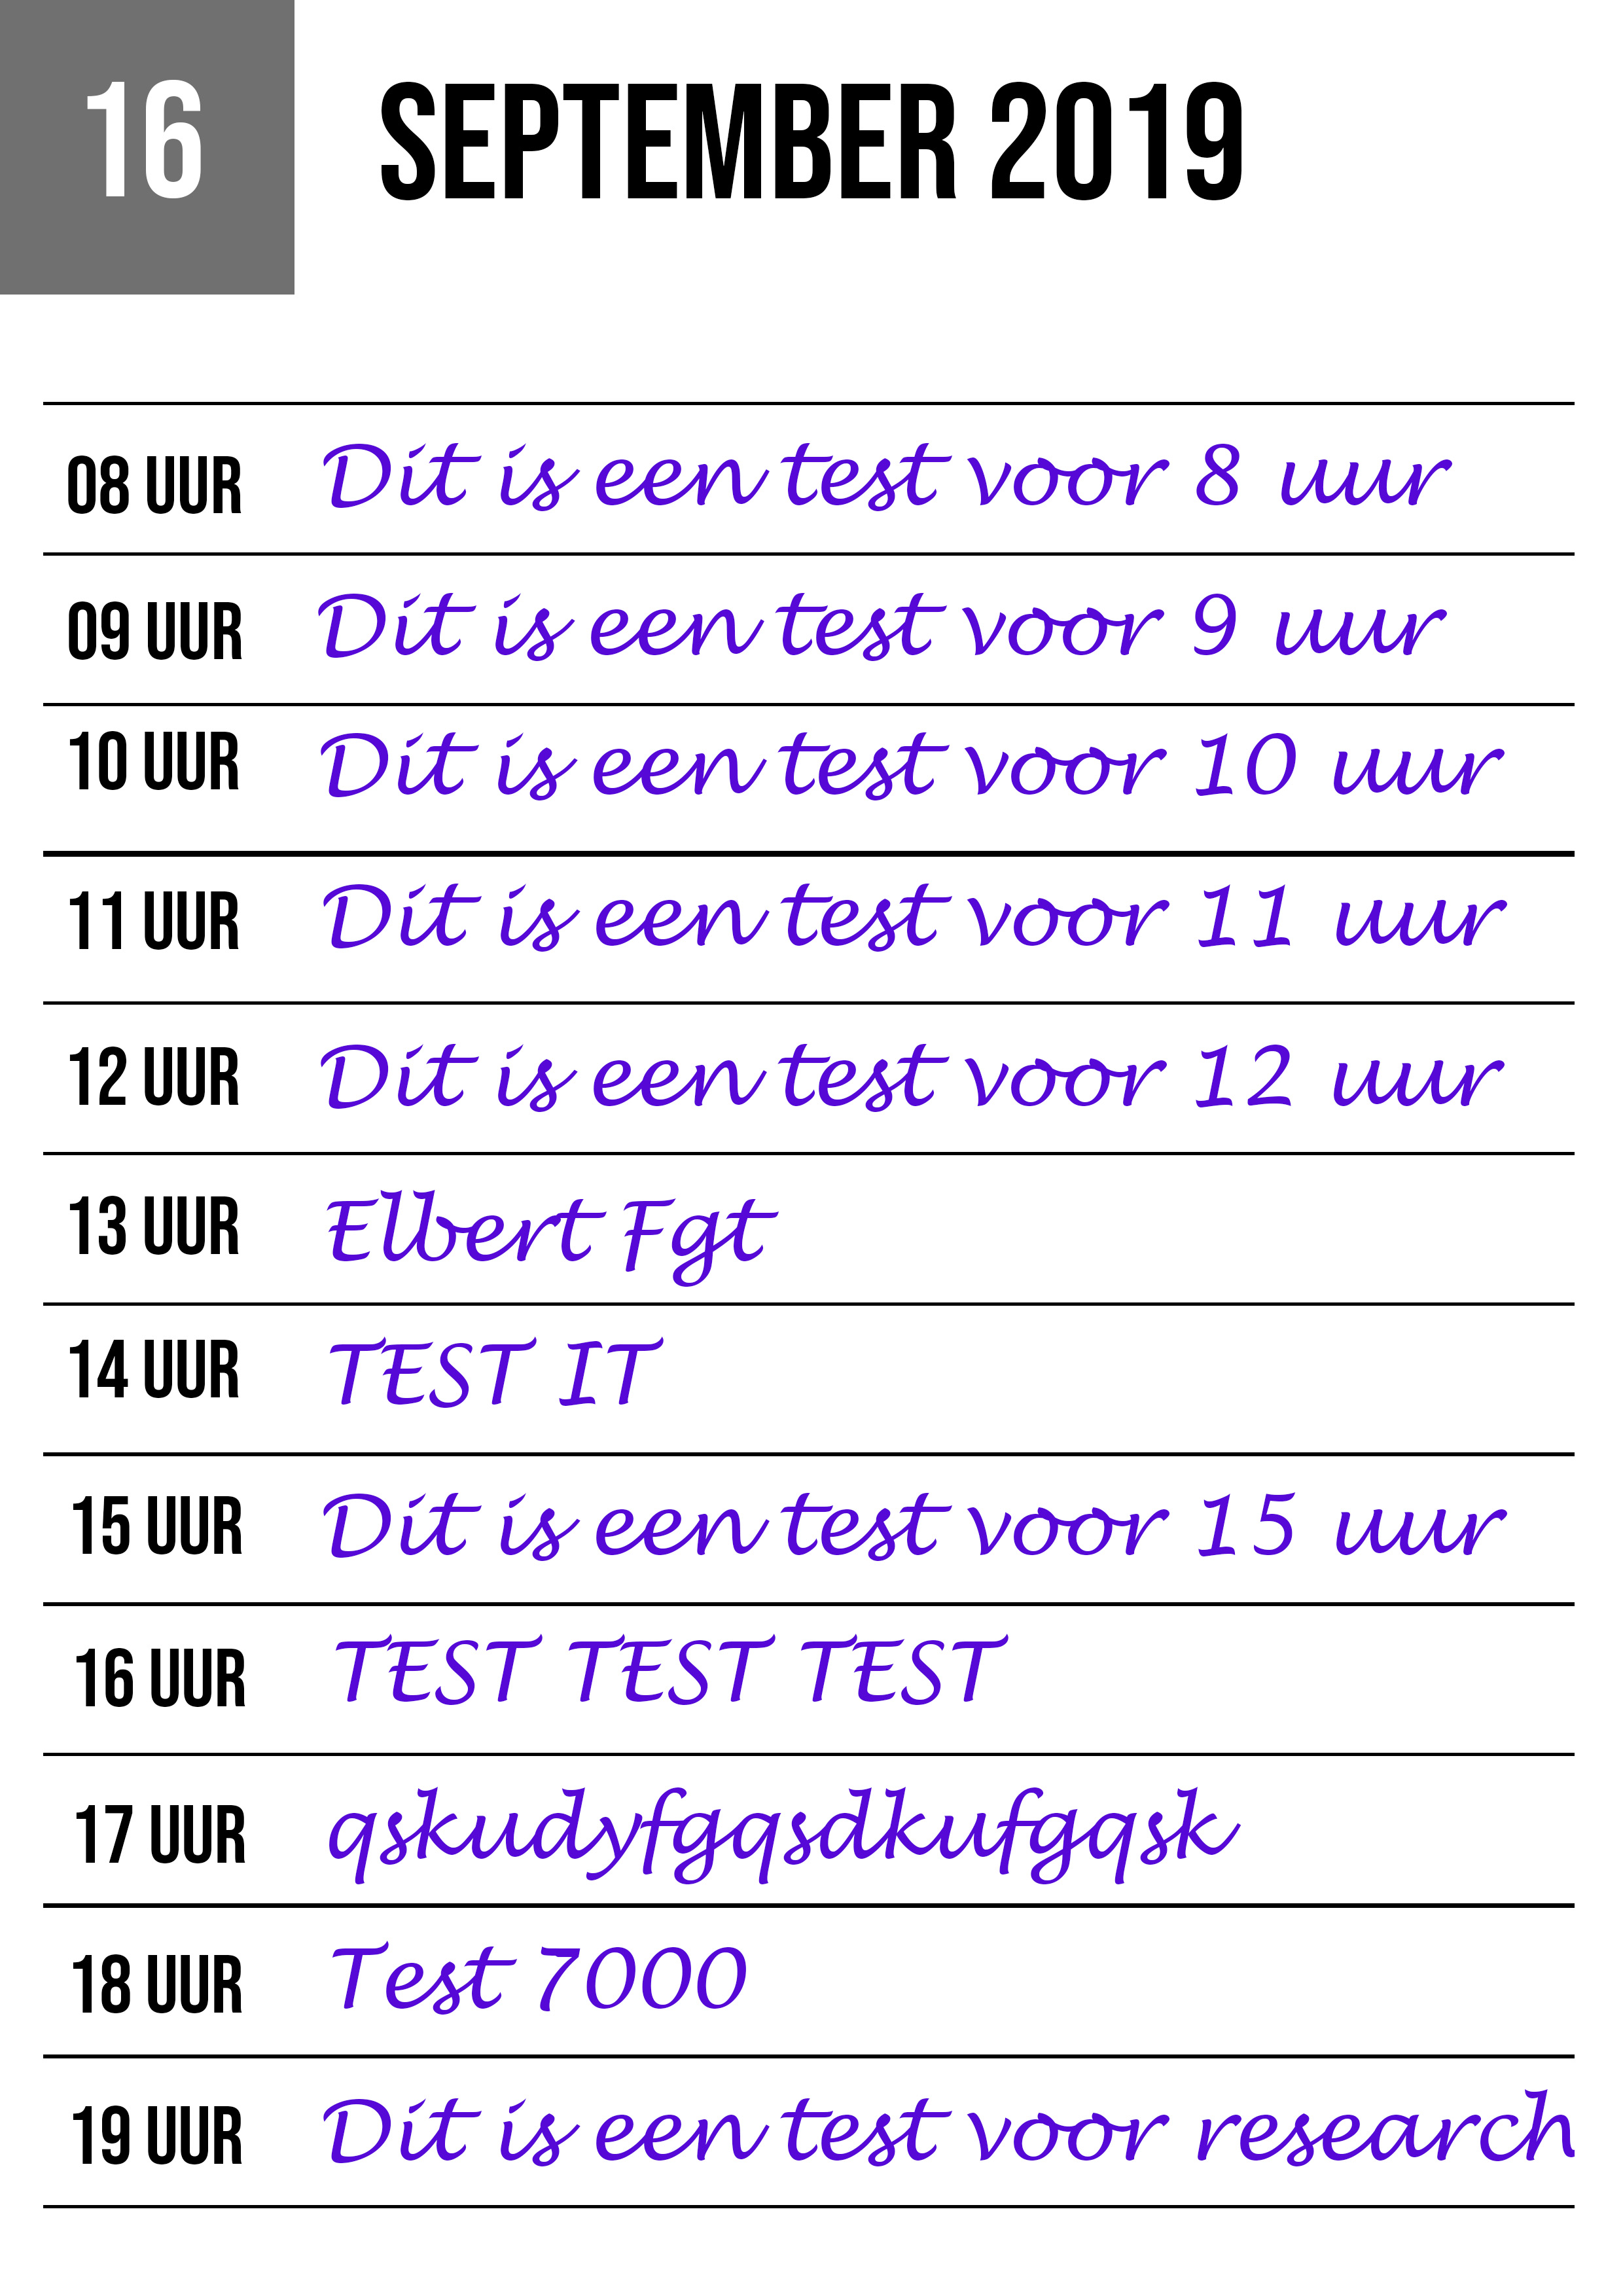 16 SEPTEMBER 2019
08 UUR Dit is een test voor 8 uur
09 UUR Dit is een test voor 9 uur
10 UUR Dit is een test voor 10 uur
11 UUR Dit is een test voor 11 uur
12 UUR Dit is een test voor 12 uur
13 UUR Elbert Fgt
14 UUR TEST IT
15 UUR Dit is een test voor 15 uur
16 UUR TEST TEST TEST
17 UUR qskudyfgqsdkufgqsk
18 UUR Test 7000
19 UUR Dit is een test voor research